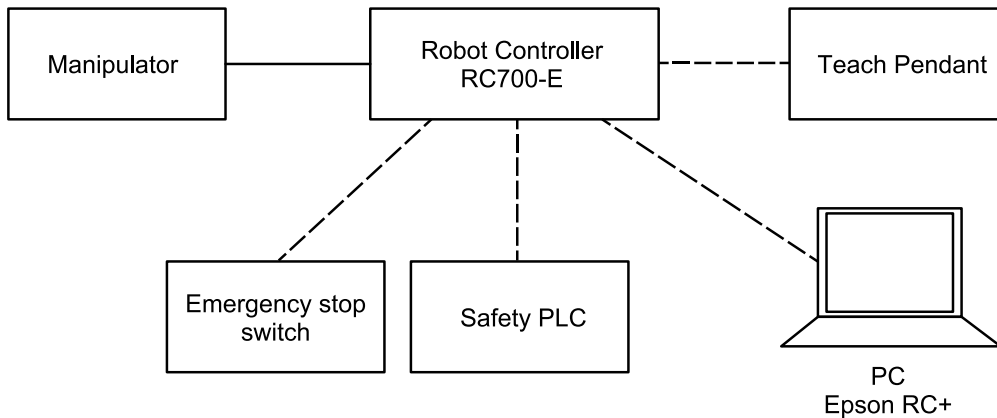 Manipulator
Robot Controller
RC700-E
Teach Pendant
Emergency stop
switch
Safety PLC
PC
Epson RC+